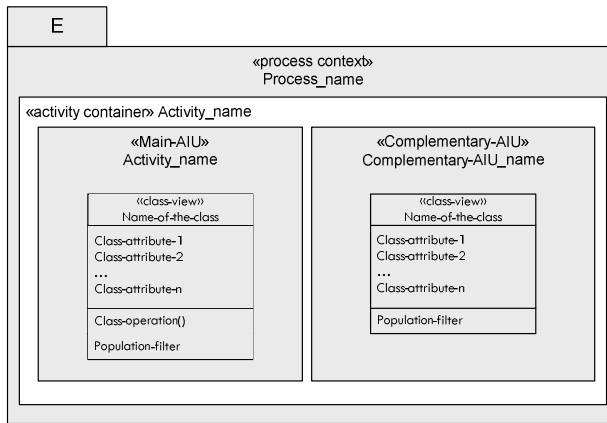 E
«process context»
Process_name
«activity container» Activity_name
«Main-AIU»
Activity_name
«class-view»
Name-of-the-class
Class-attribute-1
Class-attribute-2
...
Class-attribute-n
Class-operation()
Population-filter
«Complementary-AIU»
Complementary-AIU_name
«class-view»
Name-of-the-class
Class-attribute-1
Class-attribute-2
...
Class-attribute-n
Population-filter